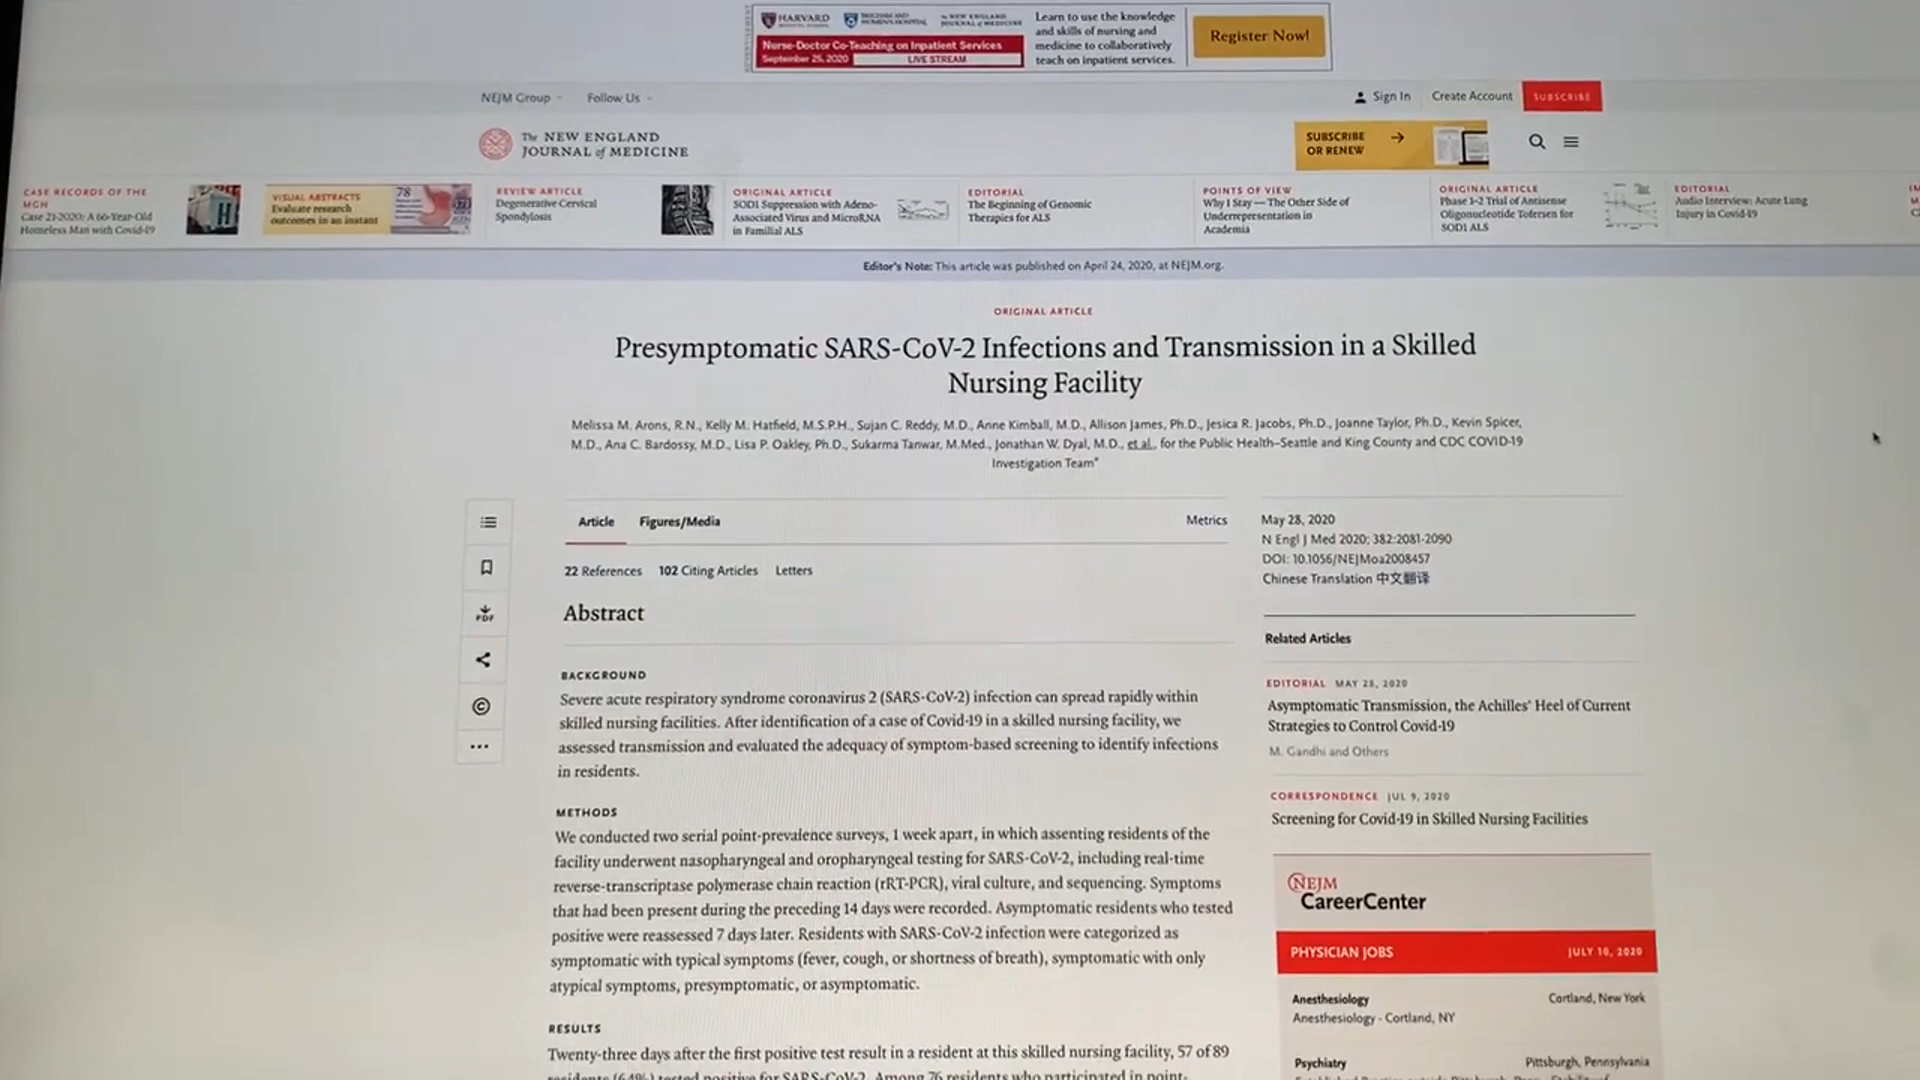 HARVARD
Learn to use the knowledge
and skills of nursing and
medicine to collaboratively
teach on inpatient services.
Nurse-Doctor Co-Teaching on Inpatient Services
September 25, 2020 LIVE STREAM
Register Now!
NEJM Group Follow Us
Sign In Create Account SUBSCRIBE
The NEW ENGLAND
JOURNAL of MEDICINE
SUBSCRIBE
OR RENEW
CASE RECORDS OF THE
MGH
Case 21-2020: A 66-Year-Old
Homeless Man with Covid-19
VISUAL ABSTRACTS
Evaluate research
outcomes in an instant
78
REVIEW ARTICLE
Degenerative Cervical
Spondylosis
ORIGINAL ARTICLE
SOD1 Suppression with Adeno-
Associated Virus and MicroRNA
in Familial ALS
EDITORIAL
The Beginning of Genomic
Therapies for ALS
POINTS OF VIEW
Why I Stay — The Other Side of
Underrepresentation in
Academia
ORIGINAL ARTICLE
Phase 1–2 Trial of Antisense
Oligonucleotide Tofersen for
SOD1 ALS
EDITORIAL
Audio Interview: Acute Lung
Injury in Covid-19
Editor's Note: This article was published on April 24, 2020, at NEJM.org.
ORIGINAL ARTICLE
Presymptomatic SARS-CoV-2 Infections and Transmission in a Skilled
Nursing Facility
Melissa M. Arons, R.N., Kelly M. Hatfield, M.S.P.H., Sujan C. Reddy, M.D., Anne Kimball, M.D., Allison James, Ph.D., Jesica R. Jacobs, Ph.D., Joanne Taylor, Ph.D., Kevin Spicer,
M.D., Ana C. Bardossy, M.D., Lisa P. Oakley, Ph.D., Sukarma Tanwar, M.Med., Jonathan W. Dyal, M.D., et al., for the Public Health–Seattle and King County and CDC COVID-19
Investigation Team*
Article Figures/Media Metrics
22 References 102 Citing Articles Letters
PDF
Abstract
BACKGROUND
Severe acute respiratory syndrome coronavirus 2 (SARS-CoV-2) infection can spread rapidly within
skilled nursing facilities. After identification of a case of Covid-19 in a skilled nursing facility, we
assessed transmission and evaluated the adequacy of symptom-based screening to identify infections
in residents.
METHODS
We conducted two serial point-prevalence surveys, 1 week apart, in which assenting residents of the
facility underwent nasopharyngeal and oropharyngeal testing for SARS-CoV-2, including real-time
reverse-transcriptase polymerase chain reaction (rRT-PCR), viral culture, and sequencing. Symptoms
that had been present during the preceding 14 days were recorded. Asymptomatic residents who tested
positive were reassessed 7 days later. Residents with SARS-CoV-2 infection were categorized as
symptomatic with typical symptoms (fever, cough, or shortness of breath), symptomatic with only
atypical symptoms, presymptomatic, or asymptomatic.
RESULTS
Twenty-three days after the first positive test result in a resident at this skilled nursing facility, 57 of 89
residents (64%) tested positive for SARS-CoV-2. Among 76 residents who participated in point-
May 28, 2020
N Engl J Med 2020; 382:2081-2090
DOI: 10.1056/NEJMoa2008457
Chinese Translation 中文翻译
Related Articles
EDITORIAL MAY 28, 2020
Asymptomatic Transmission, the Achilles' Heel of Current
Strategies to Control Covid-19
M. Gandhi and Others
CORRESPONDENCE JUL 9, 2020
Screening for Covid-19 in Skilled Nursing Facilities
NEJM
CareerCenter
PHYSICIAN JOBS JULY 10, 2020
Anesthesiology Cortland, New York
Anesthesiology - Cortland, NY
Psychiatry Pittsburgh, Pennsylvania